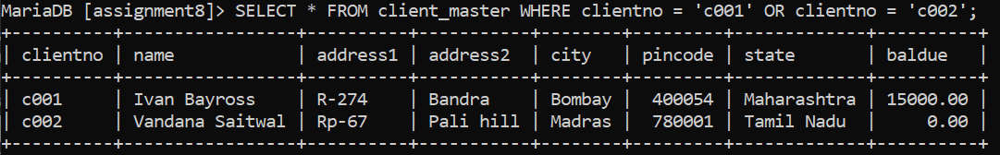 MariaDB [assignment8]> SELECT * FROM client_master WHERE clientno = 'c001' OR clientno = 'c002';
+----------+----------------+----------+-----------+--------+---------+-------------+----------+
| clientno | name           | address1 | address2  | city   | pincode | state       | baldue   |
+----------+----------------+----------+-----------+--------+---------+-------------+----------+
| c001     | Ivan Bayross   | R-274    | Bandra    | Bombay |  400054 | Maharashtra | 15000.00 |
| c002     | Vandana Saitwal | Rp-67    | Pali hill | Madras |  780001 | Tamil Nadu  |     0.00 |
+----------+----------------+----------+-----------+--------+---------+-------------+----------+